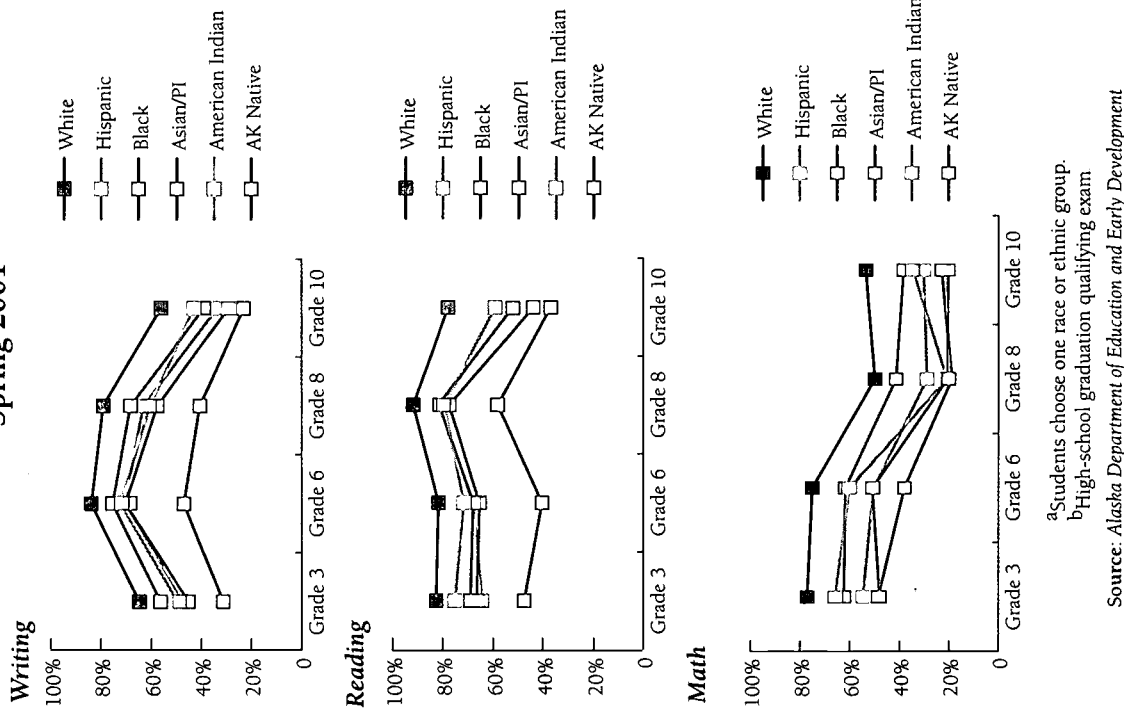 Spring 2001
Writing
100%
80%
60%
40%
20%
0
Grade 3
Grade 6
Grade 8
Grade 10
White
Hispanic
Black
Asian/PI
American Indian
AK Native
Reading
100%
80%
60%
40%
20%
0
Grade 3
Grade 6
Grade 8
Grade 10
White
Hispanic
Black
Asian/PI
American Indian
AK Native
Math
100%
80%
60%
40%
20%
0
Grade 3
Grade 6
Grade 8
Grade 10
White
Hispanic
Black
Asian/PI
American Indian
AK Native
aStudents choose one race or ethnic group.
bHigh-school graduation qualifying exam
Source: Alaska Department of Education and Early Development